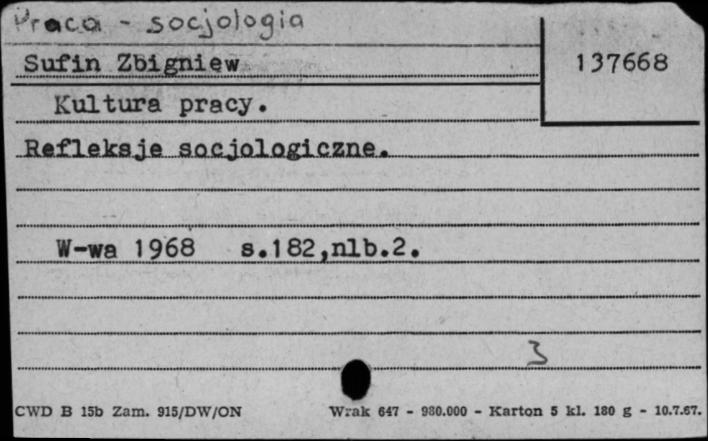 Praca - socjologia
Sufin Zbigniew
137668
Kultura pracy.
Refleksje socjologiczne.
W-wa 1968 s.182,nlb.2.
3
CWD B 15b Zam. 915/DW/ON Wrak 647 - 980.000 - Karton 5 kl. 180 g - 10.7.67.